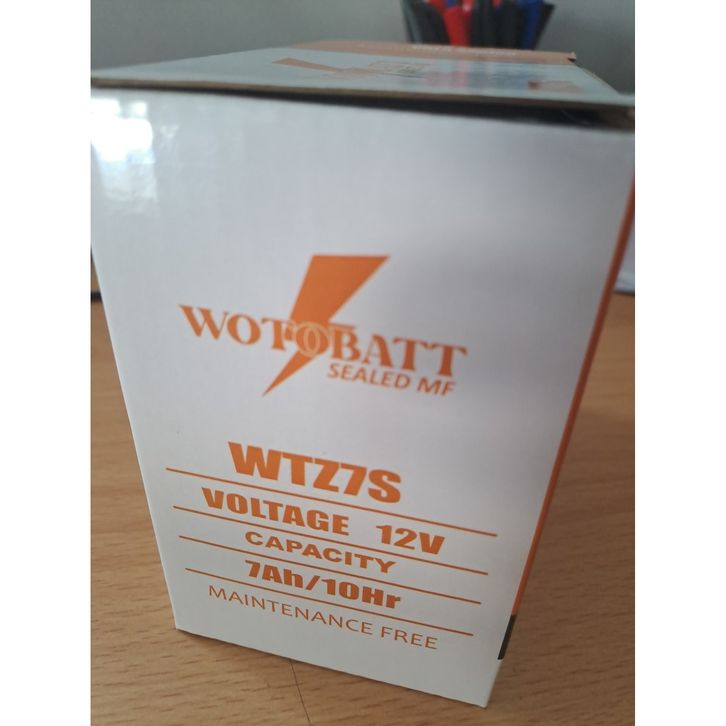 WOTOBATT
SEALED MF
WTZ7S
VOLTAGE 12V
CAPACITY
7Ah/10Hr
MAINTENANCE FREE